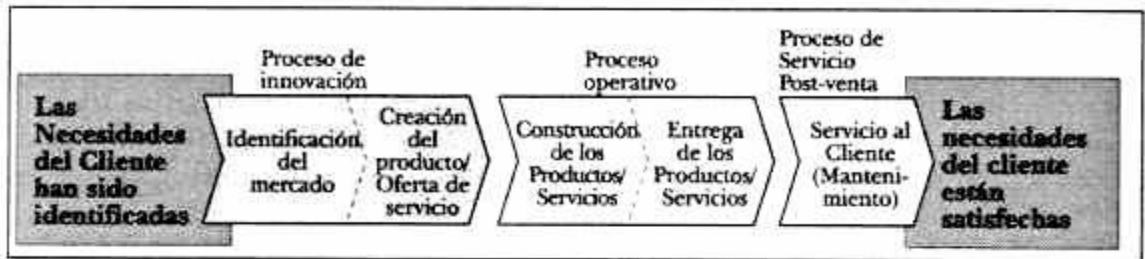 Las
Necesidades
del Cliente
han sido
identificadas
Proceso de
innovación
Identificación
del
mercado
Creación
del
producto/
Oferta de
servicio
Proceso
operativo
Construcción
de los
Productos/
Servicios
Entrega
de los
Productos/
Servicios
Proceso de
Servicio
Post-venta
Servicio al
Cliente
(Manteni-
miento)
Las
necesidades
del cliente
están
satisfechas